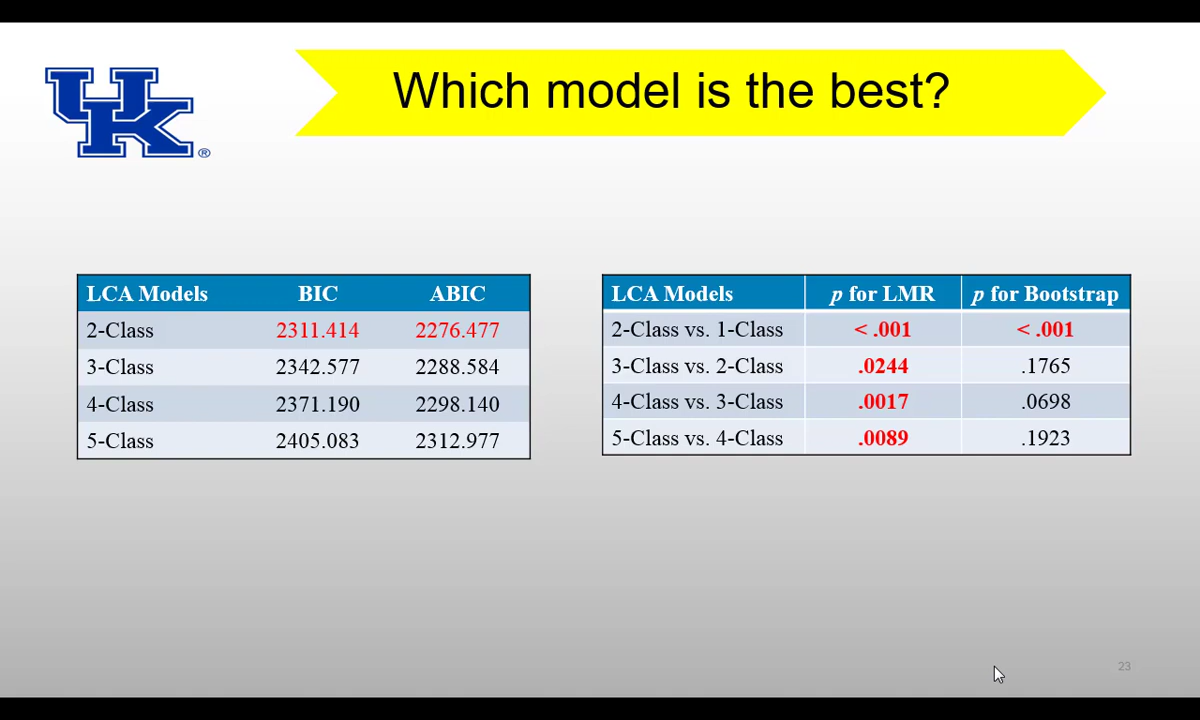 Which model is the best?
UK ®
LCA Models BIC ABIC
2-Class 2311.414 2276.477
3-Class 2342.577 2288.584
4-Class 2371.190 2298.140
5-Class 2405.083 2312.977
LCA Models p for LMR p for Bootstrap
2-Class vs. 1-Class < .001 < .001
3-Class vs. 2-Class .0244 .1765
4-Class vs. 3-Class .0017 .0698
5-Class vs. 4-Class .0089 .1923
23